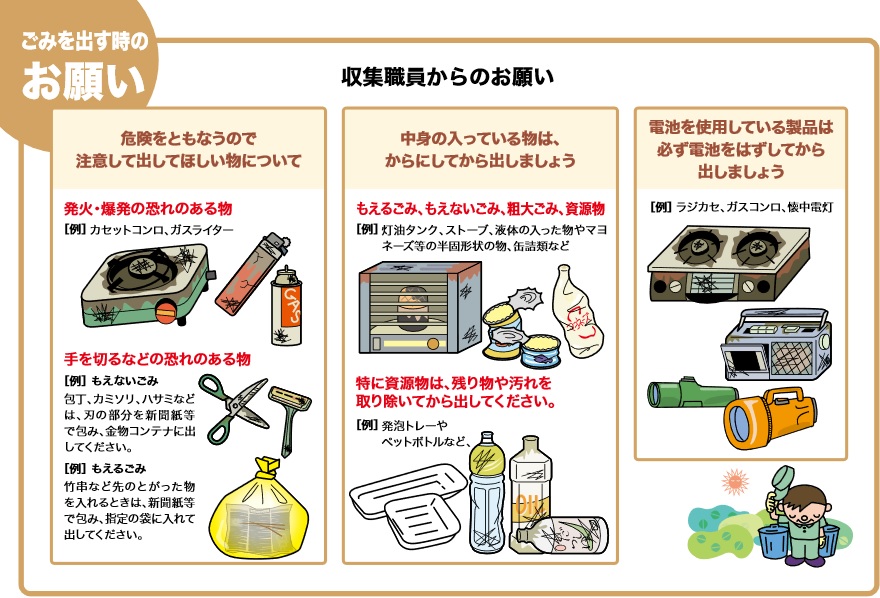 ごみを出す時の
お願い
収集職員からのお願い
危険をともなうので
注意して出してほしい物について
発火・爆発の恐れのある物
【例】カセットコンロ、ガスライター
GAS
手を切るなどの恐れのある物
【例】もえないごみ
包丁、カミソリ、ハサミなど
は、刃の部分を新聞紙等
で包み、金物コンテナに出
してください。
【例】もえるごみ
竹串など先のとがった物
を入れるときは、新聞紙等
で包み、指定の袋に入れて
出してください。
中身の入っている物は、
からにしてから出しましょう
もえるごみ、もえないごみ、粗大ごみ、資源物
【例】灯油タンク、ストーブ、液体の入った物やマヨ
ネーズ等の半固形状の物、缶詰類など
特に資源物は、残り物や汚れを
取り除いてから出してください。
【例】発泡トレーや
ペットボトルなど、
OIL
電池を使用している製品は
必ず電池をはずしてから
出しましょう
【例】ラジカセ、ガスコンロ、懐中電灯